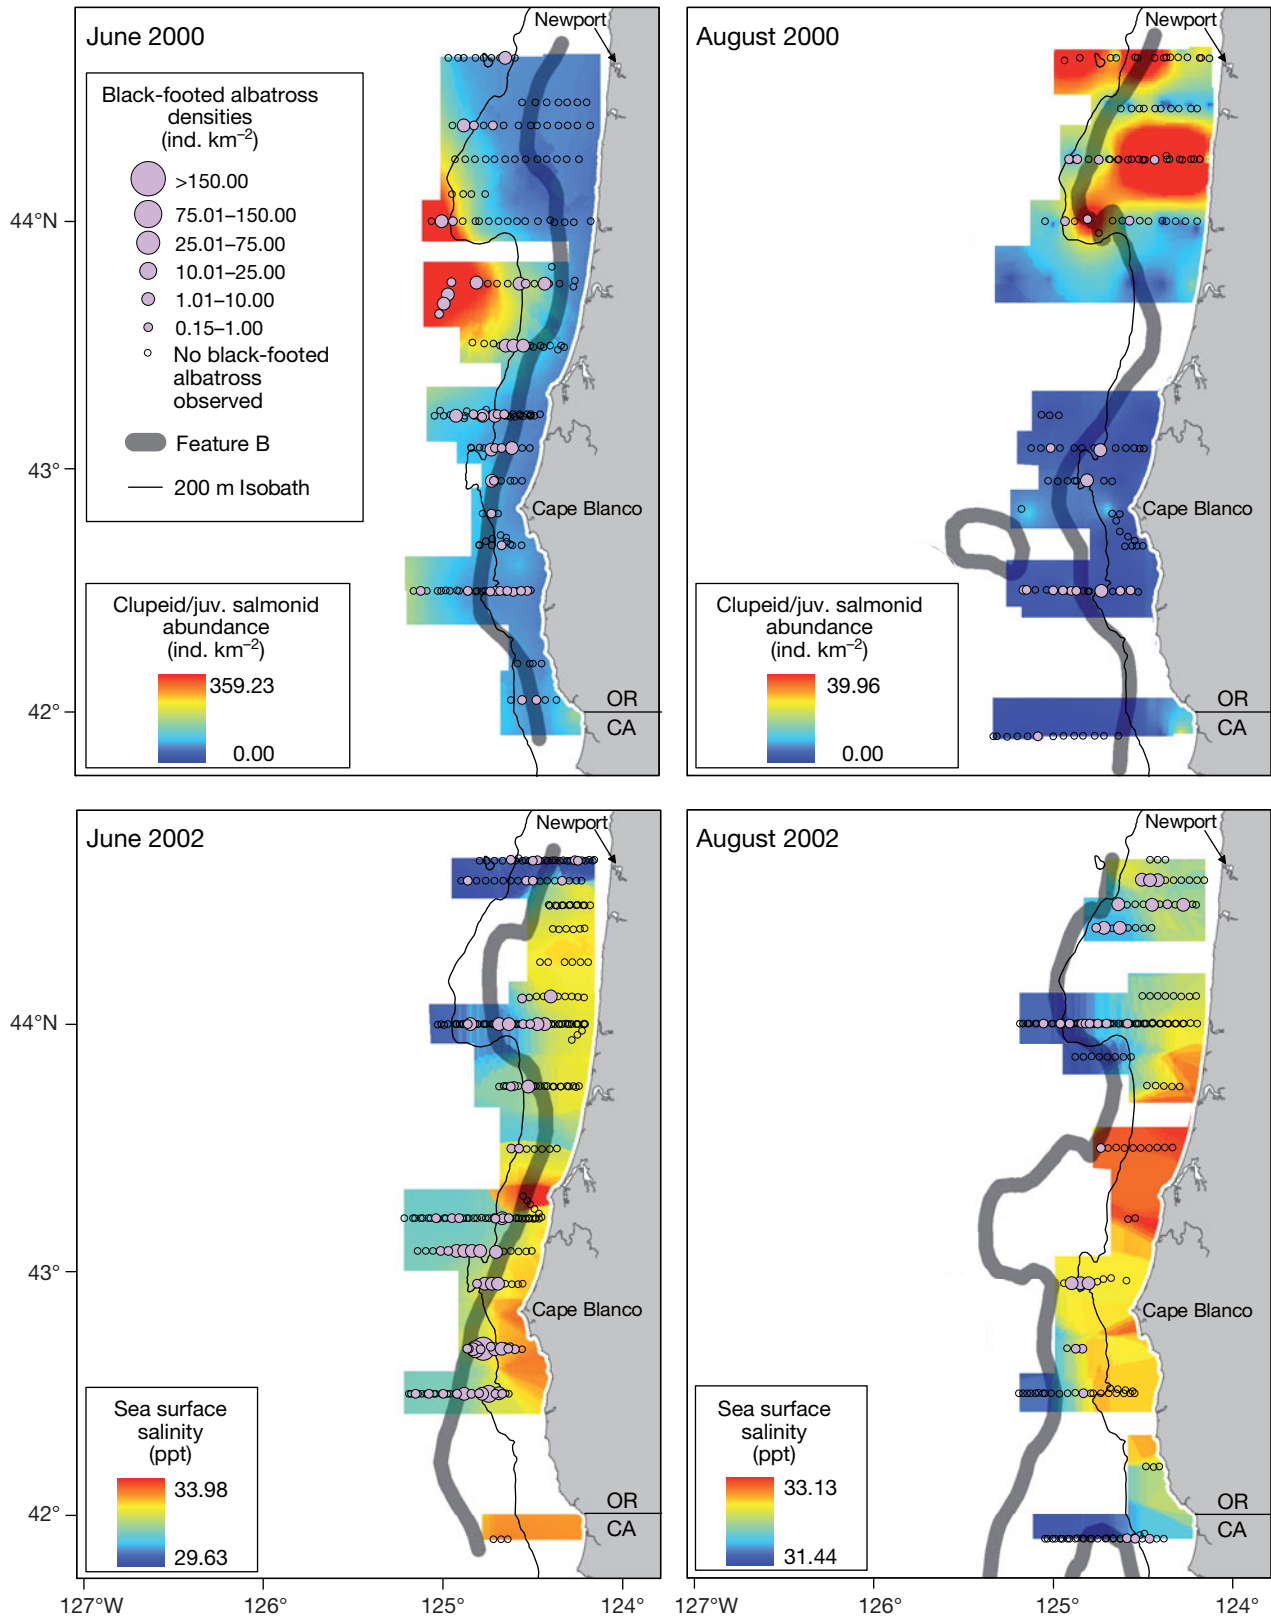 June 2000
Newport
Black-footed albatross
densities
(ind. km–2)
>150.00
75.01–150.00
25.01–75.00
10.01–25.00
1.01–10.00
0.15–1.00
No black-footed
albatross
observed
Feature B
200 m Isobath
Clupeid/juv. salmonid
abundance
(ind. km–2)
359.23
0.00
44°N
43°
42°
Cape Blanco
OR
CA
August 2000
Newport
Cape Blanco
Clupeid/juv. salmonid
abundance
(ind. km–2)
39.96
0.00
OR
CA
June 2002
Newport
44°N
43°
42°
Cape Blanco
Sea surface
salinity
(ppt)
33.98
29.63
OR
CA
127°W
126°
125°
124°
August 2002
Newport
Cape Blanco
Sea surface
salinity
(ppt)
33.13
31.44
OR
CA
127°W
126°
125°
124°